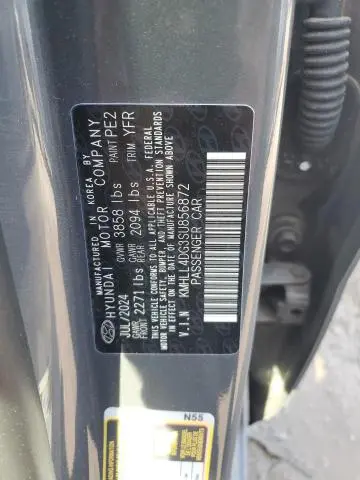 MANUFACTURED IN KOREA BY
HYUNDAI MOTOR COMPANY
JUL/2024 GVWR 3858 lbs PAINT PE2
GAWR FRONT 2271lbs GAWR REAR 2094 lbs TRIM YFR
THIS VEHICLE CONFORMS TO ALL APPLICABLE U.S.A. FEDERAL
MOTOR VEHICLE SAFETY, BUMPER, AND THEFT PREVENTION
STANDARDS IN EFFECT ON THE DATE OF MANUFACTURE SHOWN ABOVE
V.I.N KMHLL4DG3SU856872
PASSENGER CAR
N55